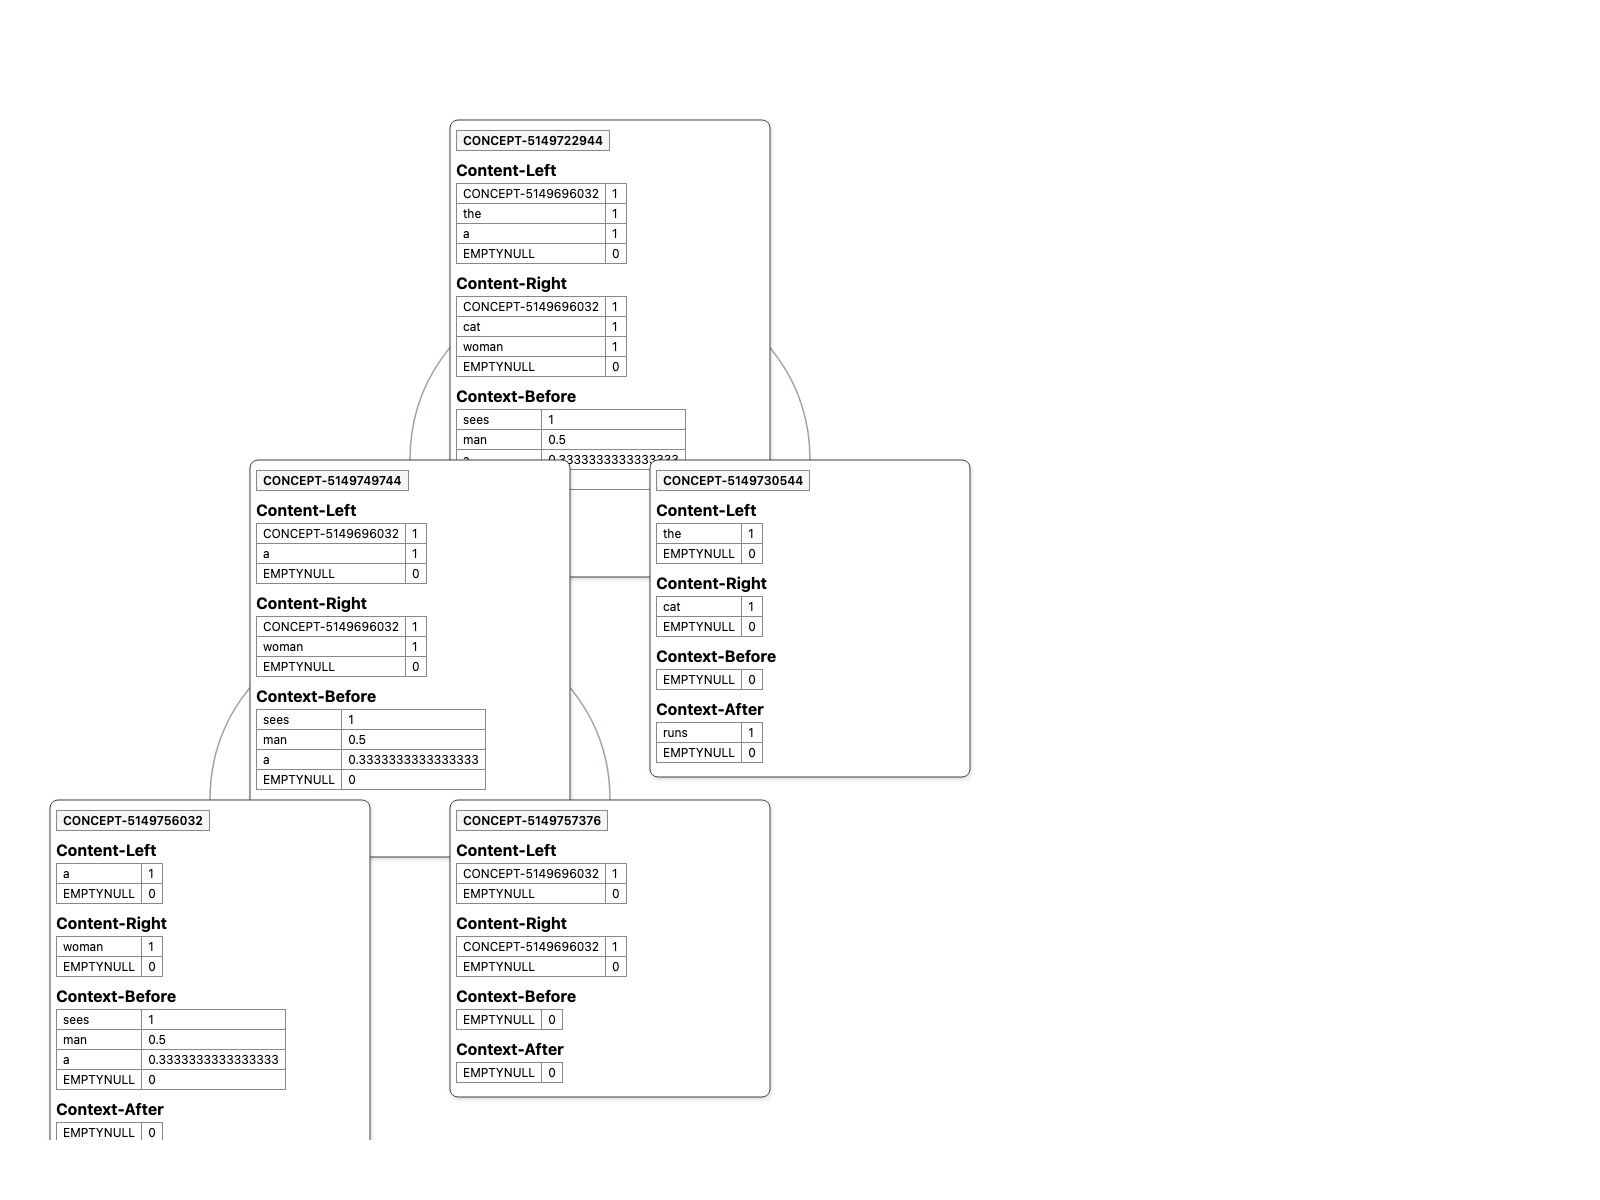 CONCEPT-5149722944
Content-Left
CONCEPT-5149696032 1
the 1
a 1
EMPTYNULL 0
Content-Right
CONCEPT-5149696032 1
cat 1
woman 1
EMPTYNULL 0
Context-Before
sees 1
man 0.5
a 0.3333333333333333
CONCEPT-5149749744
Content-Left
CONCEPT-5149696032 1
a 1
EMPTYNULL 0
Content-Right
CONCEPT-5149696032 1
woman 1
EMPTYNULL 0
Context-Before
sees 1
man 0.5
a 0.3333333333333333
EMPTYNULL 0
CONCEPT-5149730544
Content-Left
the 1
EMPTYNULL 0
Content-Right
cat 1
EMPTYNULL 0
Context-Before
EMPTYNULL 0
Context-After
runs 1
EMPTYNULL 0
CONCEPT-5149756032
Content-Left
a 1
EMPTYNULL 0
Content-Right
woman 1
EMPTYNULL 0
Context-Before
sees 1
man 0.5
a 0.3333333333333333
EMPTYNULL 0
Context-After
EMPTYNULL 0
CONCEPT-5149757376
Content-Left
CONCEPT-5149696032 1
EMPTYNULL 0
Content-Right
CONCEPT-5149696032 1
EMPTYNULL 0
Context-Before
EMPTYNULL 0
Context-After
EMPTYNULL 0